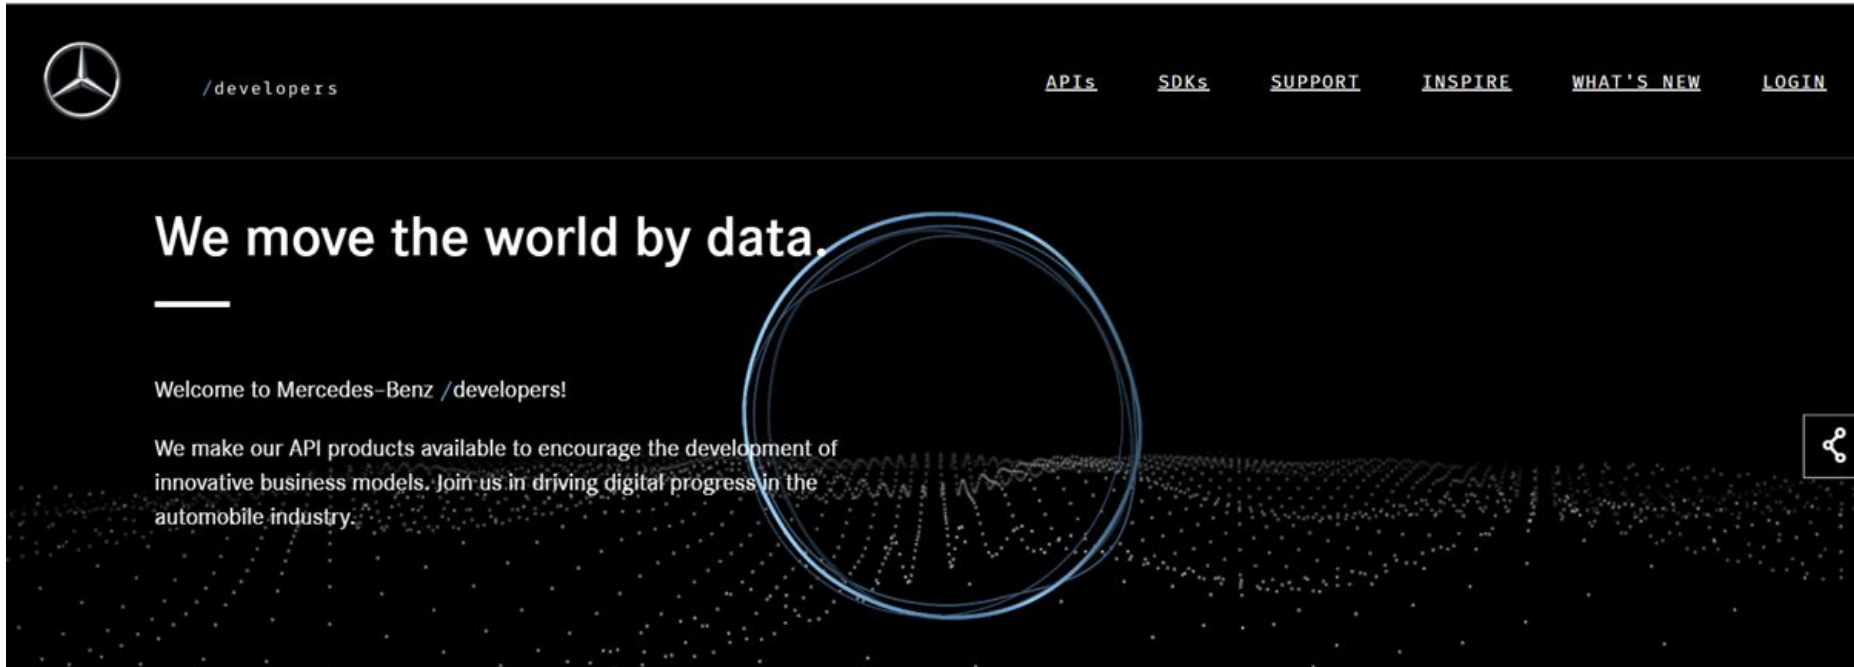 /developers
APIs SDKs SUPPORT INSPIRE WHAT'S NEW LOGIN
We move the world by data.
Welcome to Mercedes-Benz /developers!
We make our API products available to encourage the development of
innovative business models. Join us in driving digital progress in the
automobile industry.